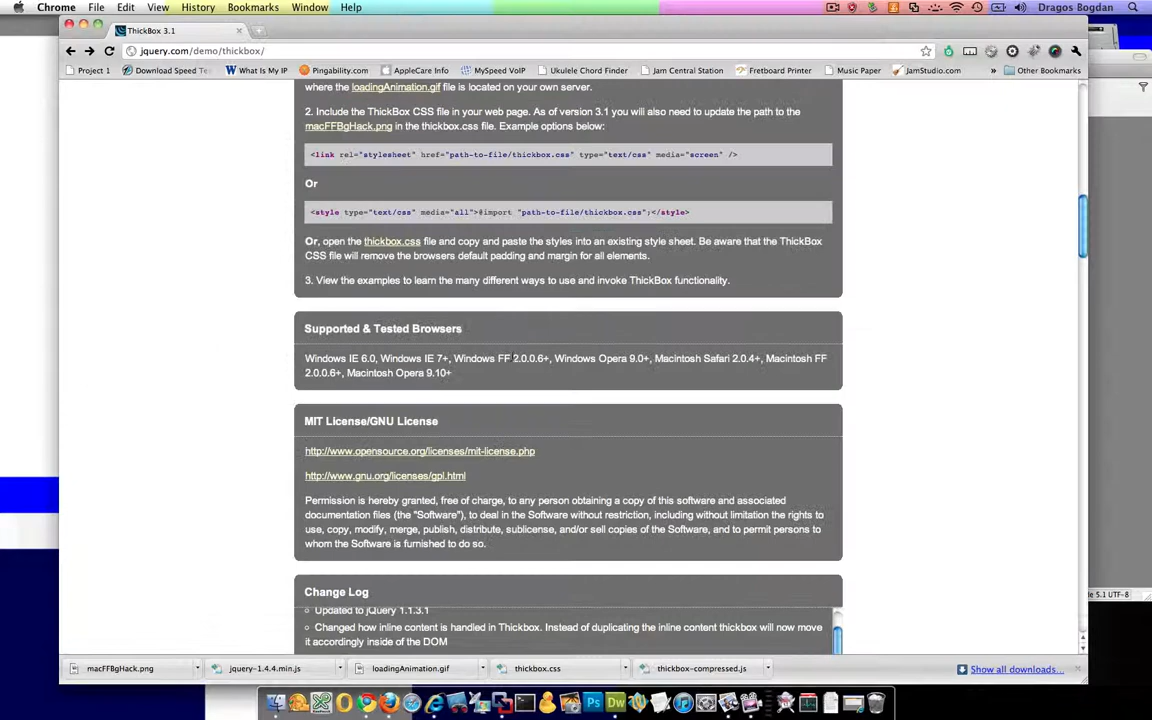 Chrome File Edit View History Bookmarks Window Help Dragos Bogdan
ThickBox 3.1
jquery.com/demo/thickbox/
Project 1 Download Speed Te What Is My IP Pingability.com AppleCare Info MySpeed VoIP Ukulele Chord Finder Jam Central Station Fretboard Printer Music Paper JamStudio.com » Other Bookmarks
where the loadingAnimation.gif file is located on your own server.
2. Include the ThickBox CSS file in your web page. As of version 3.1 you will also need to update the path to the
macFFBgHack.png in the thickbox.css file. Example options below:
<link rel="stylesheet" href="path-to-file/thickbox.css" type="text/css" media="screen" />
Or
<style type="text/css" media="all">@import "path-to-file/thickbox.css";</style>
Or, open the thickbox.css file and copy and paste the styles into an existing style sheet. Be aware that the ThickBox
CSS file will remove the browsers default padding and margin for all elements.
3. View the examples to learn the many different ways to use and invoke ThickBox functionality.
Supported & Tested Browsers
Windows IE 6.0, Windows IE 7+, Windows FF 2.0.0.6+, Windows Opera 9.0+, Macintosh Safari 2.0.4+, Macintosh FF
2.0.0.6+, Macintosh Opera 9.10+
MIT License/GNU License
http://www.opensource.org/licenses/mit-license.php
http://www.gnu.org/licenses/gpl.html
Permission is hereby granted, free of charge, to any person obtaining a copy of this software and associated
documentation files (the "Software"), to deal in the Software without restriction, including without limitation the rights to
use, copy, modify, merge, publish, distribute, sublicense, and/or sell copies of the Software, and to permit persons to
whom the Software is furnished to do so.
Change Log
Updated to jQuery 1.1.3.1
Changed how inline content is handled in Thickbox. Instead of duplicating the inline content thickbox will now move
it accordingly inside of the DOM
5.1 UTF-8
macFFBgHack.png jquery-1.4.4.min.js loadingAnimation.gif thickbox.css thickbox-compressed.js Show all downloads...
Ps Dw